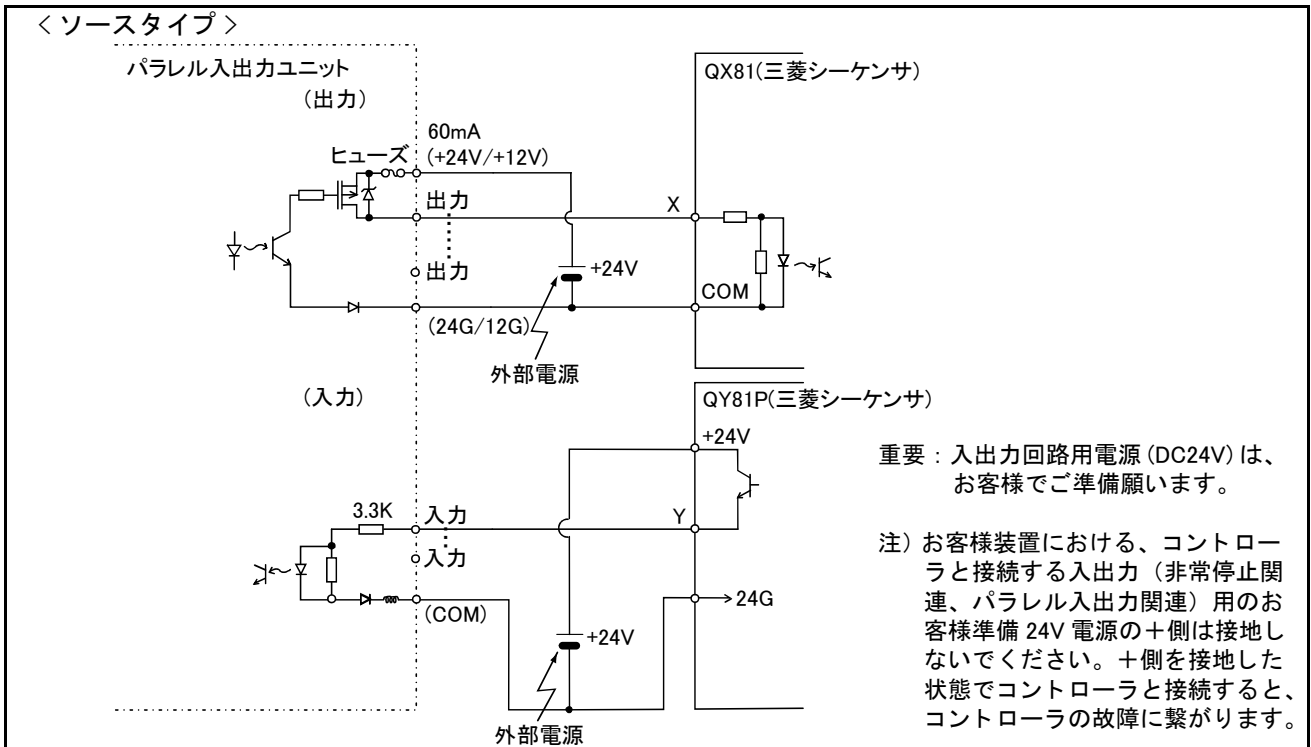 ＜ソースタイプ＞
パラレル入出力ユニット
（出力）
60mA
ヒューズ
(+24V/+12V)
出力
出力
+24V
(24G/12G)
外部電源
QX81(三菱シーケンサ)
X
COM
（入力）
QY81P(三菱シーケンサ)
+24V
3.3K
入力
Y
入力
(COM)
24G
+24V
外部電源
重要：入出力回路用電源(DC24V)は、
お客様でご準備願います。
注）お客様装置における、コントロー
ラと接続する入出力（非常停止関
連、パラレル入出力関連）用のお
客様準備 24V 電源の＋側は接地し
ないでください。＋側を接地した
状態でコントローラと接続すると、
コントローラの故障に繋がります。